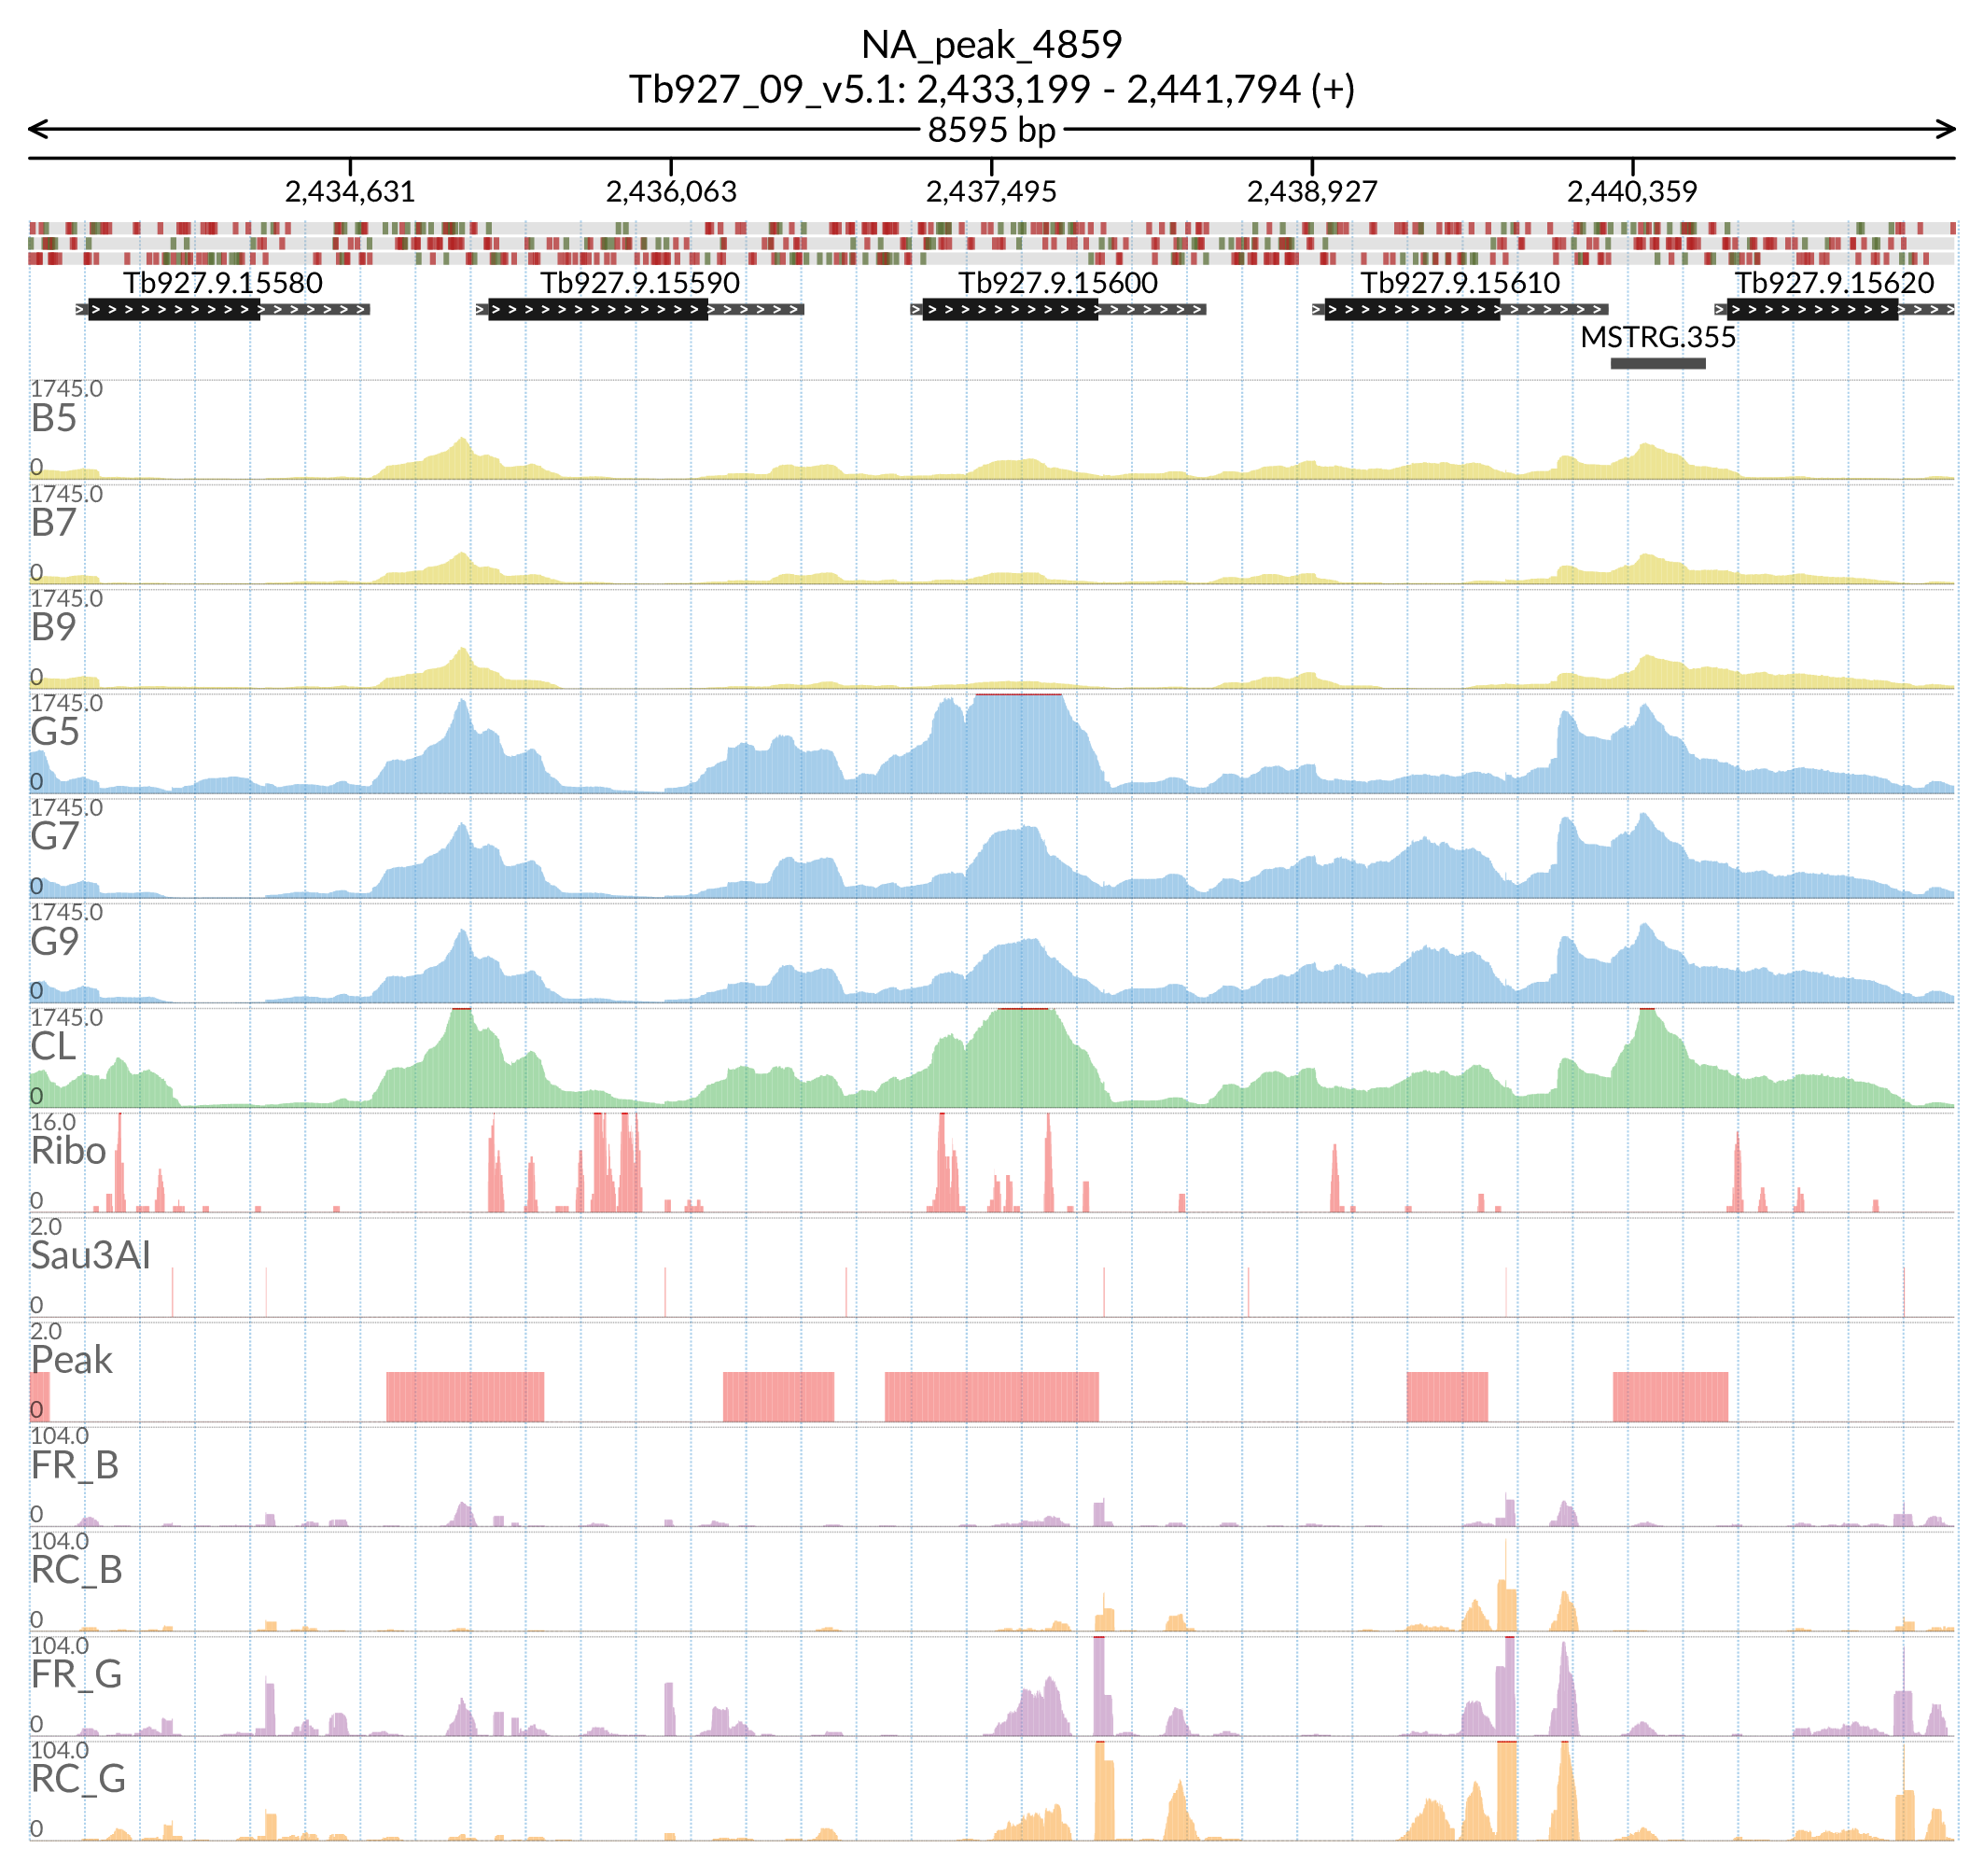 NA_peak_4859
Tb927_09_v5.1: 2,433,199 - 2,441,794 (+)
8595 bp
2,434,631 2,436,063 2,437,495 2,438,927 2,440,359
Tb927.9.15580 Tb927.9.15590 Tb927.9.15600 Tb927.9.15610 Tb927.9.15620
MSTRG.355
1745.0
B5
0
1745.0
B7
0
1745.0
B9
0
1745.0
G5
0
1745.0
G7
0
1745.0
G9
0
1745.0
CL
0
16.0
Ribo
0
2.0
Sau3AI
0
2.0
Peak
0
104.0
FR_B
0
104.0
RC_B
0
104.0
FR_G
0
104.0
RC_G
0